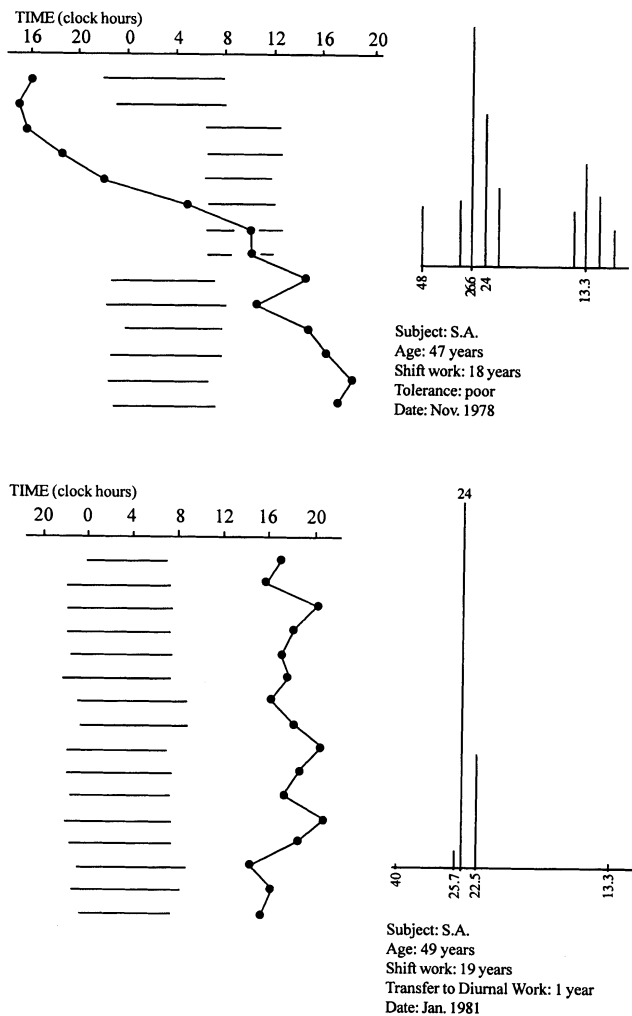 TIME (clock hours)
16 20 0 4 8 12 16 20
48 26.6 24 13.3
Subject: S.A.
Age: 47 years
Shift work: 18 years
Tolerance: poor
Date: Nov. 1978
TIME (clock hours)
20 0 4 8 12 16 20
24
40 25.7 22.5 13.3
Subject: S.A.
Age: 49 years
Shift work: 19 years
Transfer to Diurnal Work: 1 year
Date: Jan. 1981